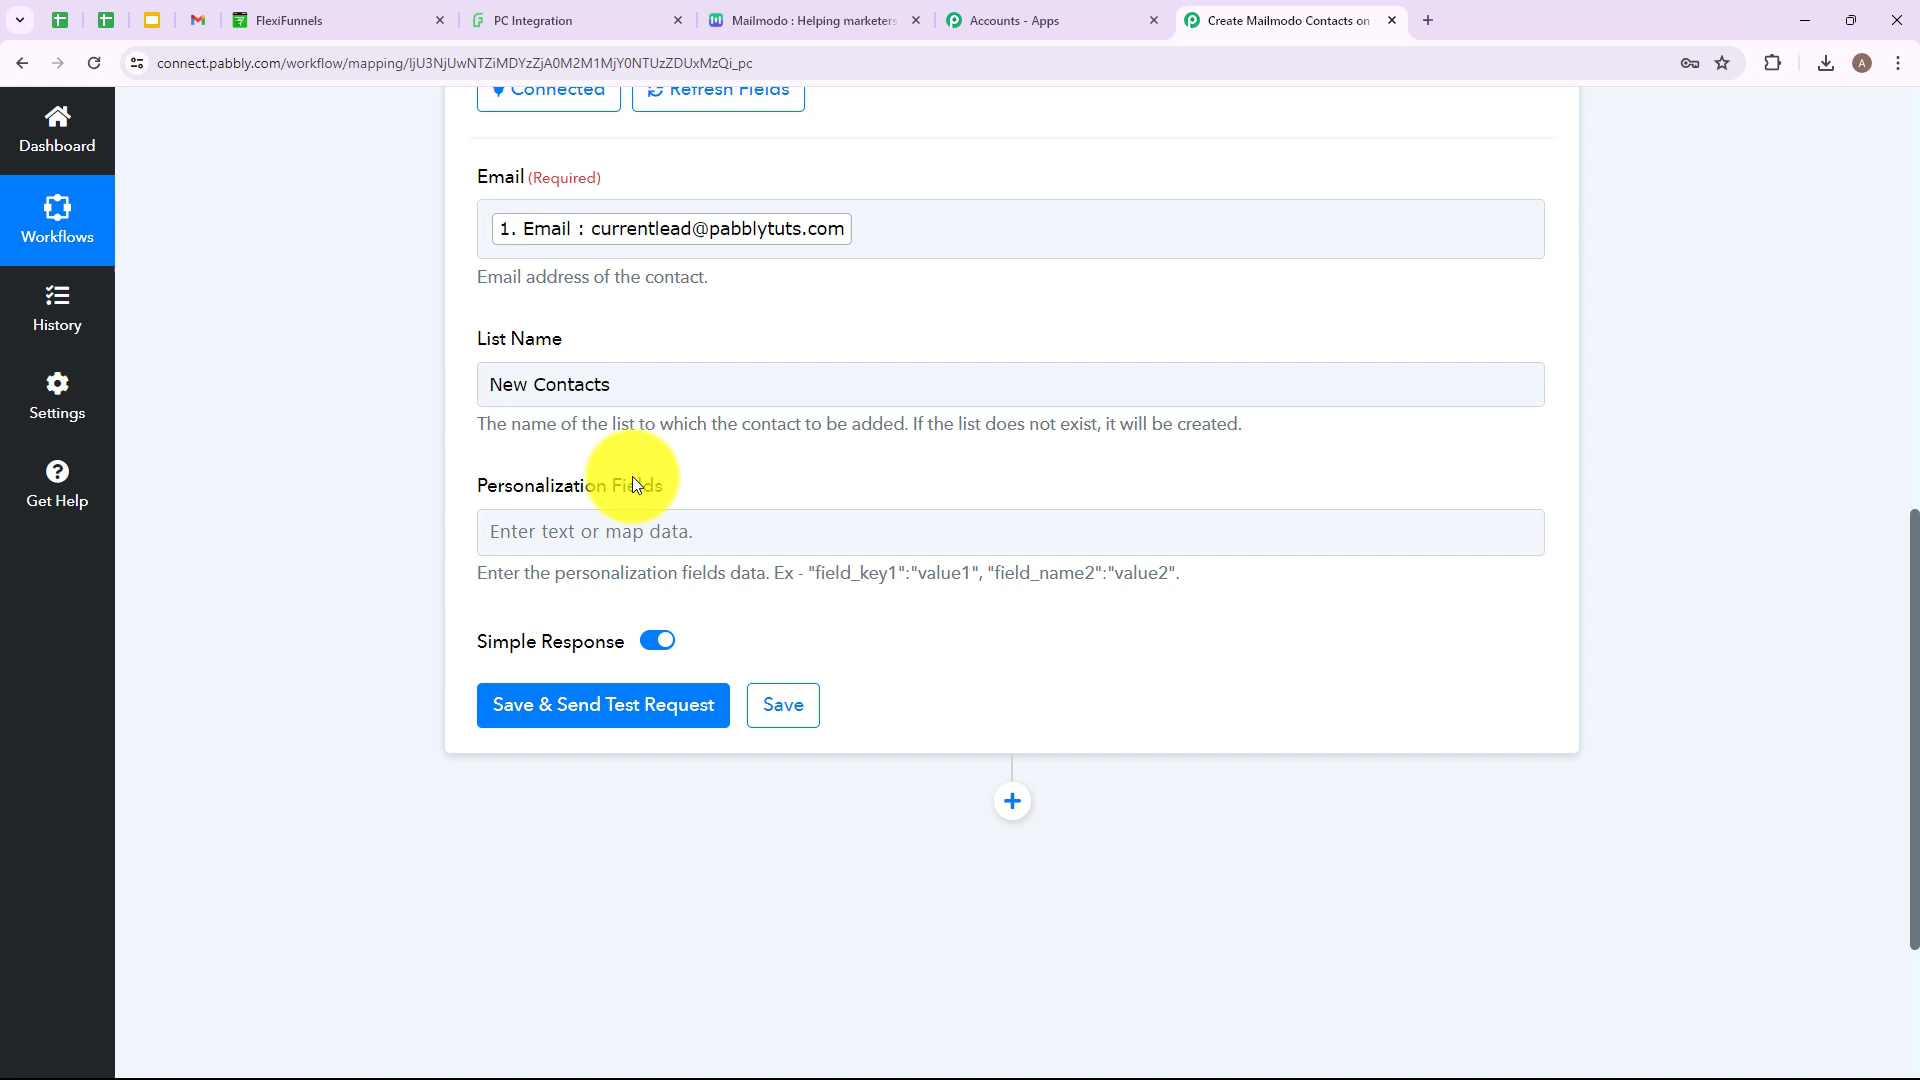 FlexiFunnels
PC Integration
Mailmodo : Helping marketers
Accounts - Apps
Create Mailmodo Contacts on
connect.pabbly.com/workflow/mapping/IjU3NjUwNTZiMDYzZjA0M2M1MjY0NTUzZDUxMzQi_pc
A
Dashboard
Workflows
History
Settings
Get Help
Connected
Refresh Fields
Email (Required)
1. Email : currentlead@pabblytuts.com
Email address of the contact.
List Name
New Contacts
The name of the list to which the contact to be added. If the list does not exist, it will be created.
Personalization Fields
Enter text or map data.
Enter the personalization fields data. Ex - "field_key1":"value1", "field_name2":"value2".
Simple Response
Save & Send Test Request
Save